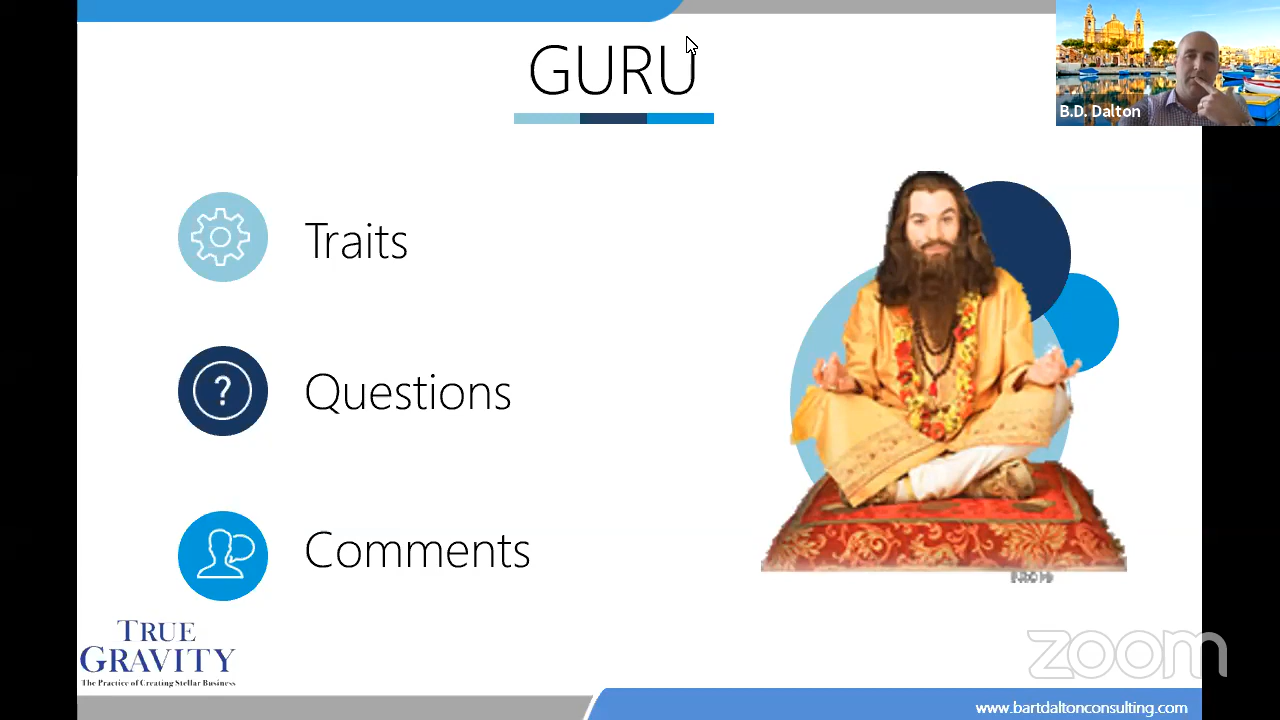 GURU
B.D. Dalton
Traits
?
Questions
Comments
TRUE
GRAVITY
The Practice of Creating Stellar Business
zoom
www.bartdaltonconsulting.com